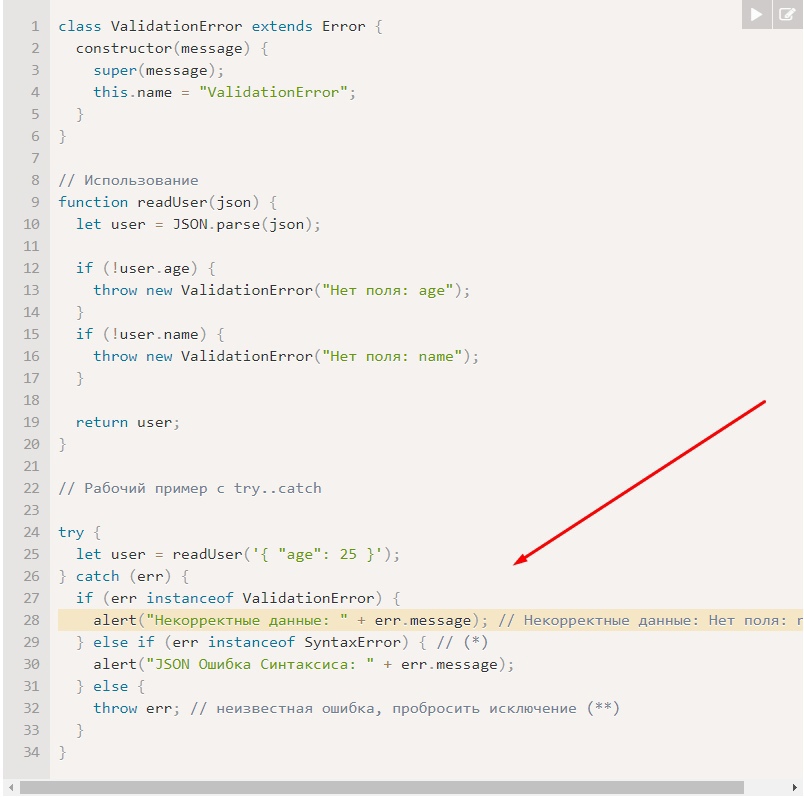 1 class ValidationError extends Error {
2   constructor(message) {
3     super(message);
4     this.name = "ValidationError";
5   }
6 }
7
8 // Использование
9 function readUser(json) {
10   let user = JSON.parse(json);
11
12   if (!user.age) {
13     throw new ValidationError("Нет поля: age");
14   }
15   if (!user.name) {
16     throw new ValidationError("Нет поля: name");
17   }
18
19   return user;
20 }
21
22 // Рабочий пример с try..catch
23
24 try {
25   let user = readUser('{ "age": 25 }');
26 } catch (err) {
27   if (err instanceof ValidationError) {
28     alert("Некорректные данные: " + err.message); // Некорректные данные: Нет поля:
29   } else if (err instanceof SyntaxError) { // (*)
30     alert("JSON Ошибка Синтаксиса: " + err.message);
31   } else {
32     throw err; // неизвестная ошибка, пробросить исключение (**)
33   }
34 }